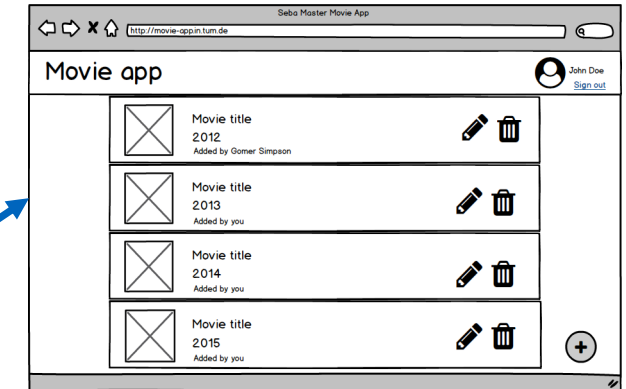 Seba Master Movie App
http://movie-app.in.tum.de
Movie app
John Doe
Sign out
Movie title
2012
Added by Gomer Simpson
Movie title
2013
Added by you
Movie title
2014
Added by you
Movie title
2015
Added by you